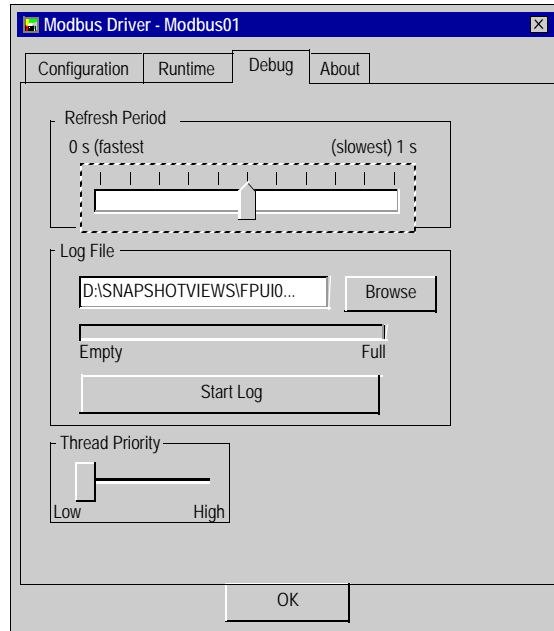 Modbus Driver - Modbus01
Configuration Runtime Debug About
Refresh Period
0 s (fastest (slowest) 1 s
Log File
D:\SNAPSHOTVIEWS\FPUI0... Browse
Empty Full
Start Log
Thread Priority
Low High
OK